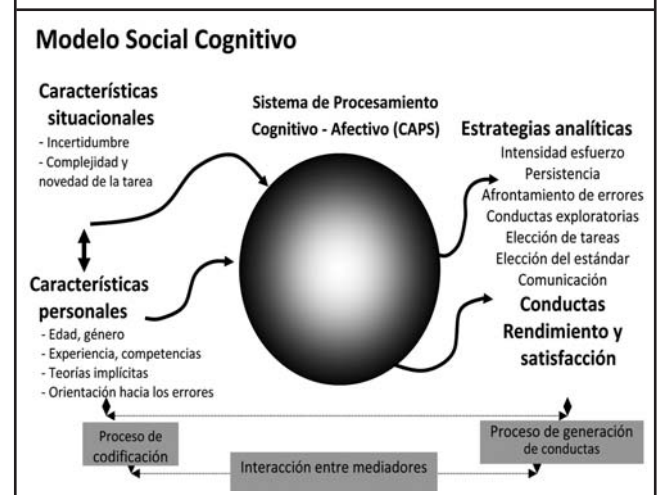 Modelo Social Cognitivo
Características
situacionales
- Incertidumbre
- Complejidad y
novedad de la tarea
Sistema de Procesamiento
Cognitivo - Afectivo (CAPS)
Estrategias analíticas
Intensidad esfuerzo
Persistencia
Afrontamiento de errores
Conductas exploratorias
Elección de tareas
Elección del estándar
Comunicación
Características
personales
- Edad, género
- Experiencia, competencias
- Teorías implícitas
- Orientación hacia los errores
Conductas
Rendimiento y
satisfacción
Proceso de
codificación
Interacción entre mediadores
Proceso de generación
de conductas